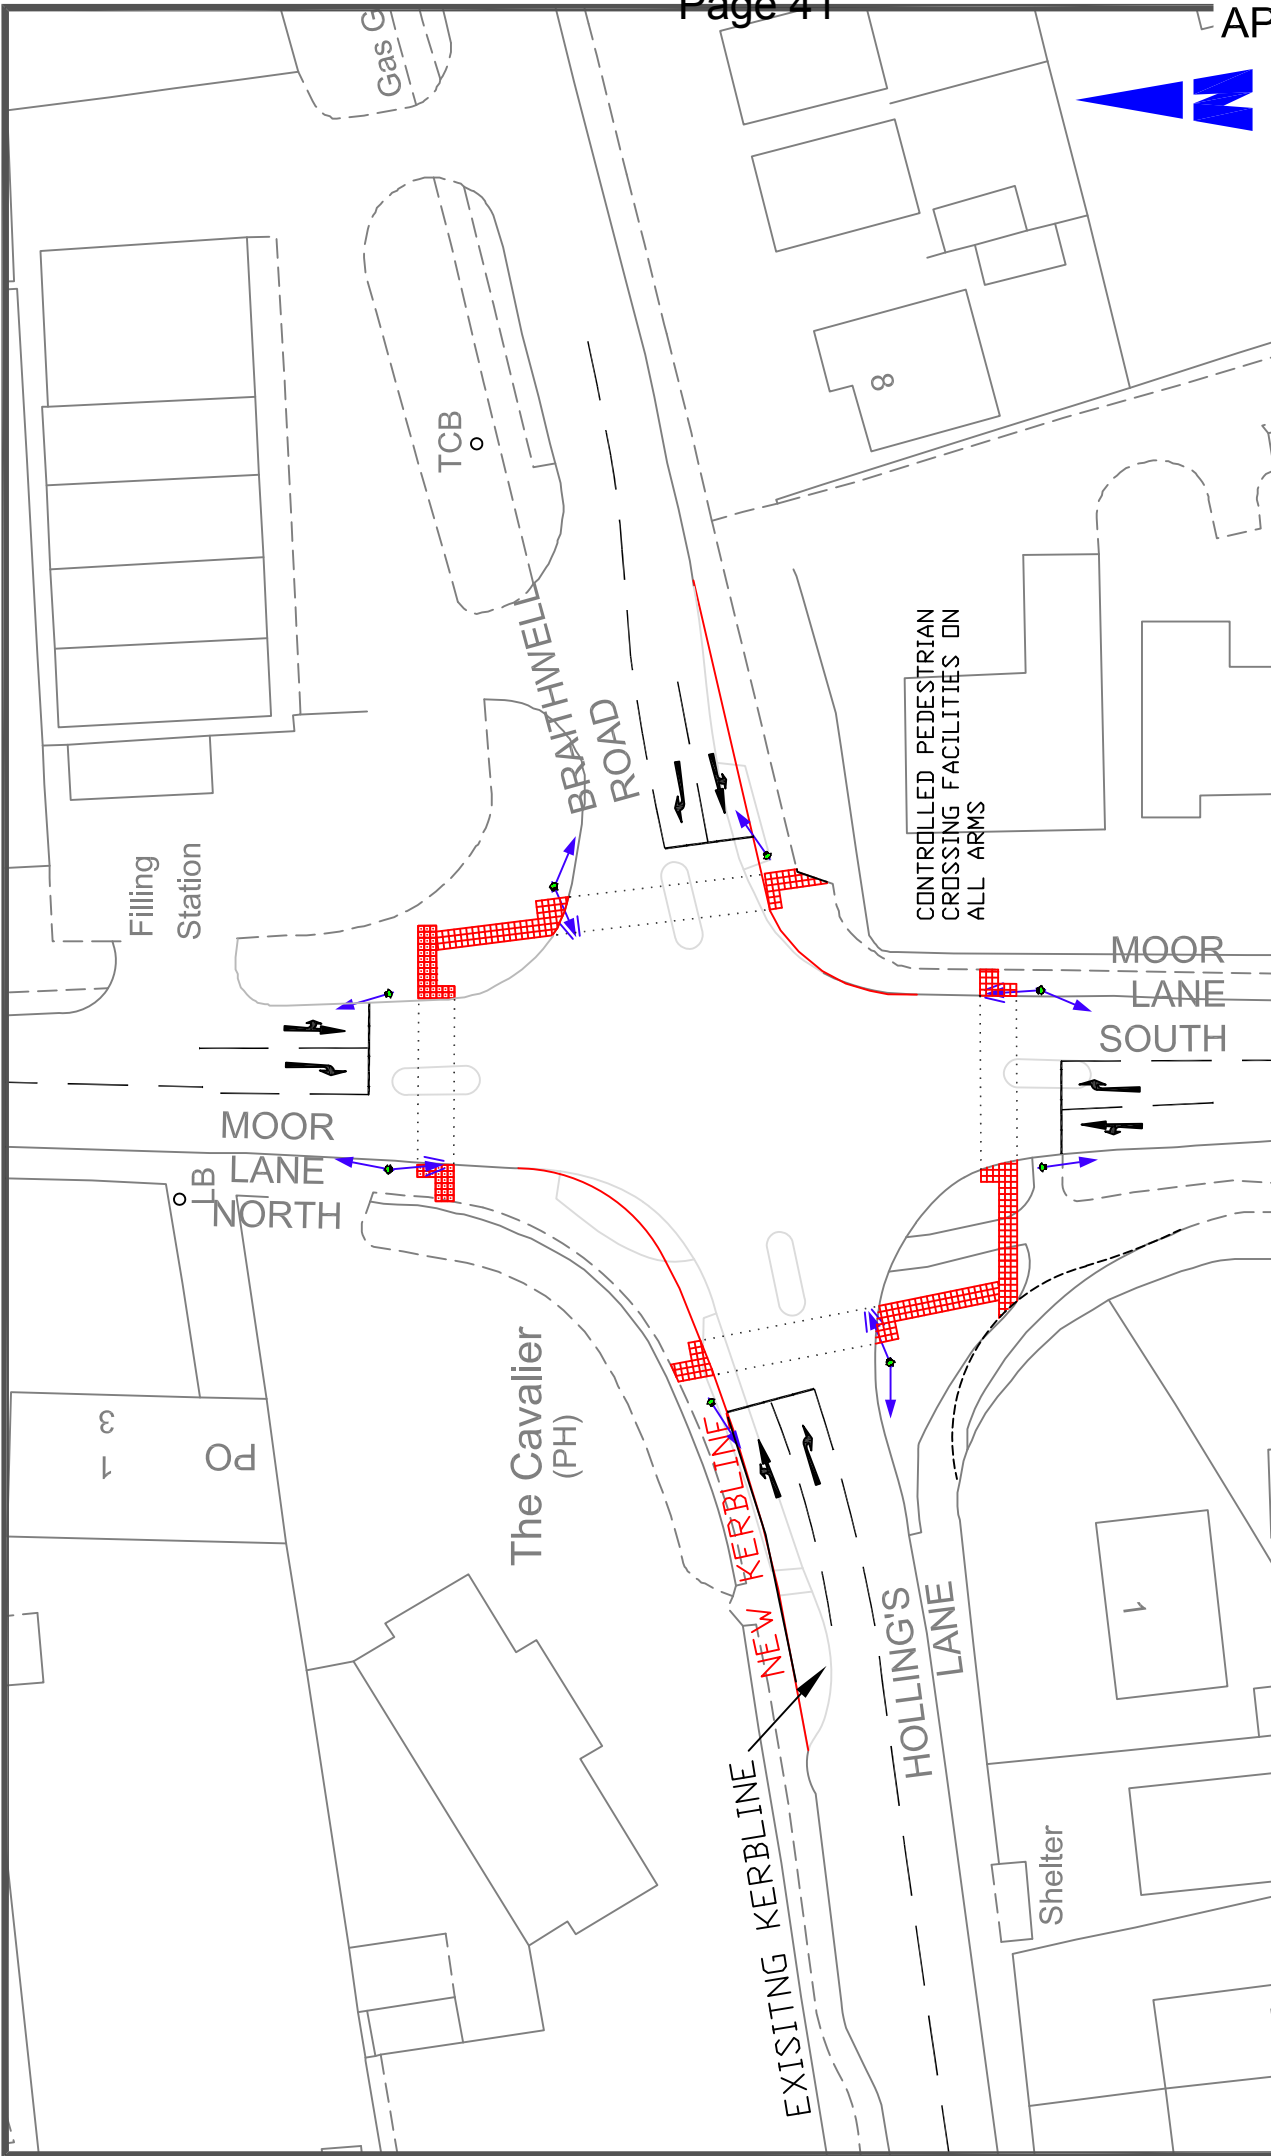 Page 41
AP
N
Gas G
TCB
8
BRAITHWELL
ROAD
Filling
Station
CONTROLLED PEDESTRIAN
CROSSING FACILITIES ON
ALL ARMS
MOOR
LANE
SOUTH
MOOR
LANE
NORTH
LB
The Cavalier
(PH)
3
1
PO
NEW KERBLINE
HOLLING'S
LANE
1
EXISITNG KERBLINE
Shelter